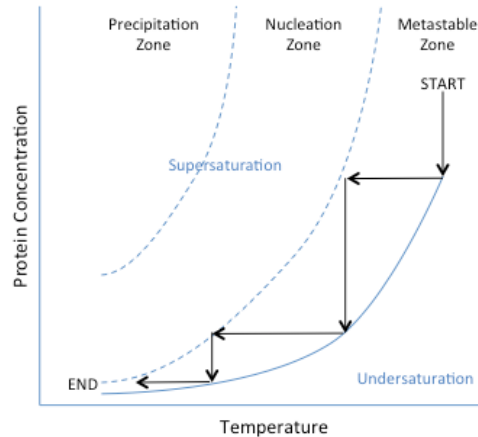 Precipitation
Zone
Nucleation
Zone
Metastable
Zone
START
Supersaturation
Protein Concentration
END
Undersaturation
Temperature